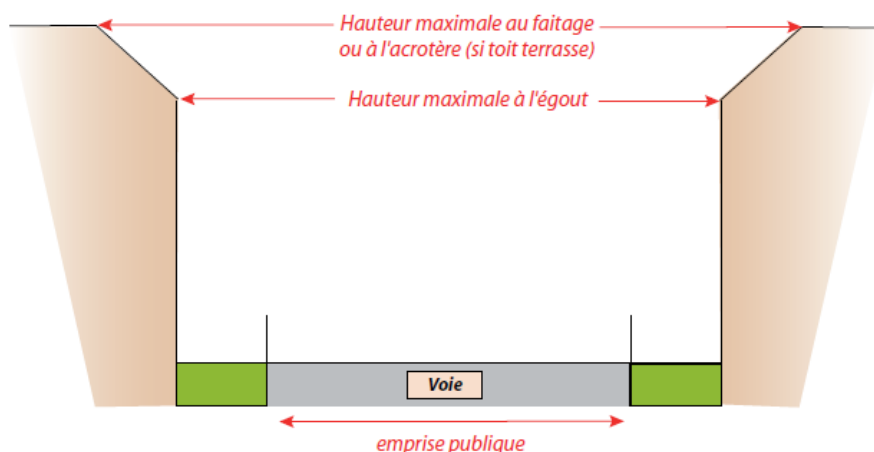 Hauteur maximale au faitage
ou à l'acrotère (si toit terrasse)
Hauteur maximale à l'égout
Voie
emprise publique